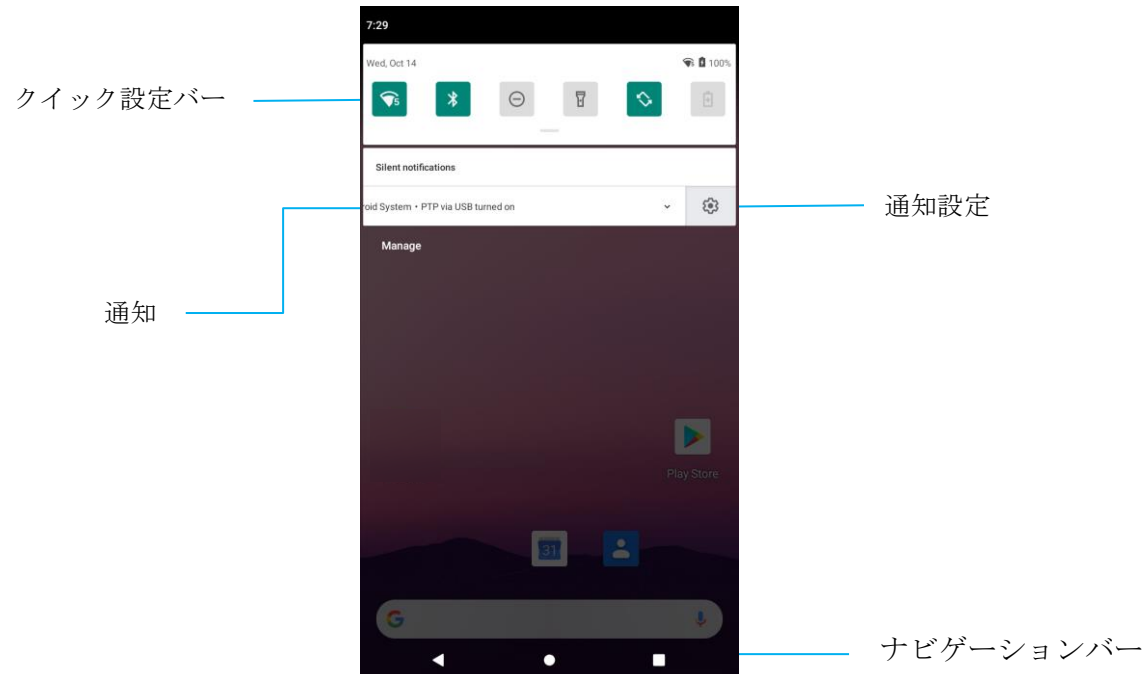 7:29
Wed, Oct 14
100%
クイック設定バー
5
Silent notifications
roid System • PTP via USB turned on
通知設定
Manage
通知
Play Store
31
G
ナビゲーションバー